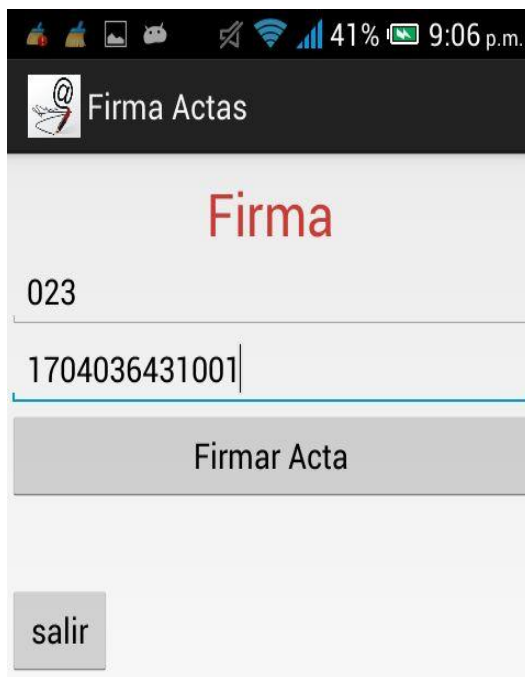 41% 9:06 p.m.
@ Firma Actas
Firma
023
1704036431001
Firmar Acta
salir